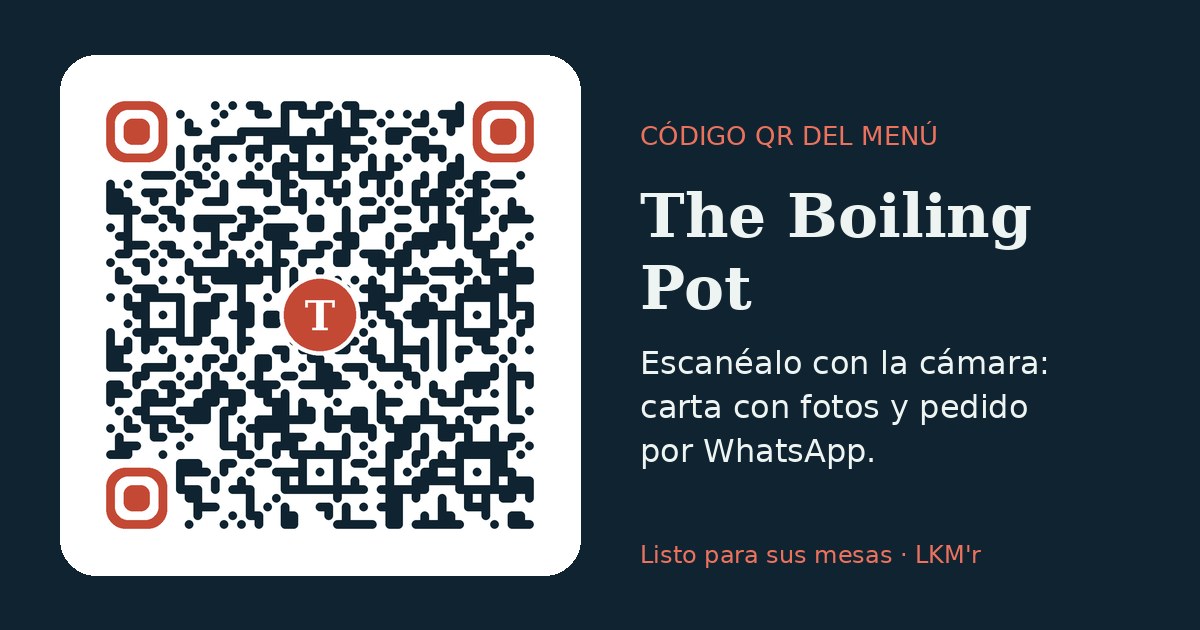 T
CÓDIGO QR DEL MENÚ
The Boiling
Pot
Escanéalo con la cámara:
carta con fotos y pedido
por WhatsApp.
Listo para sus mesas · LKM'r